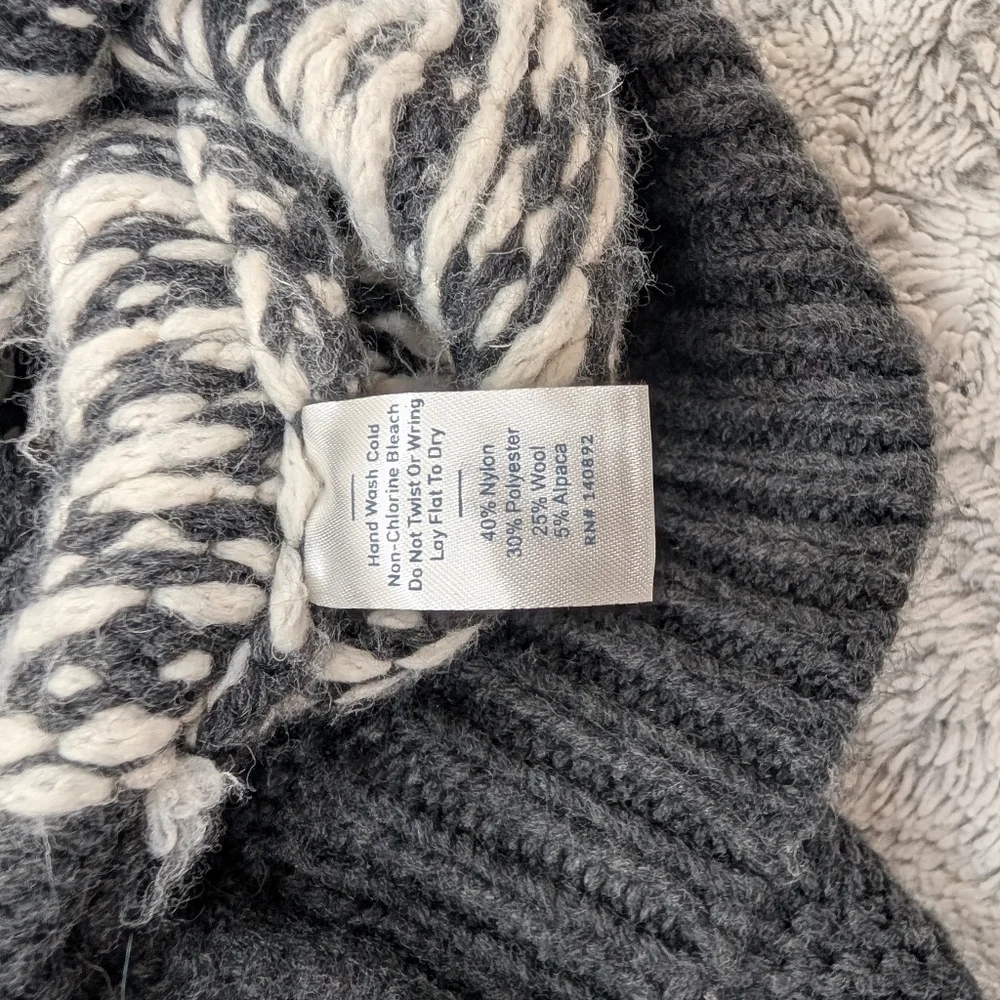 Hand Wash Cold
Non-Chlorine Bleach
Do Not Twist Or Wring
Lay Flat To Dry
40% Nylon
30% Polyester
25% Wool
5% Alpaca
RN# 140892